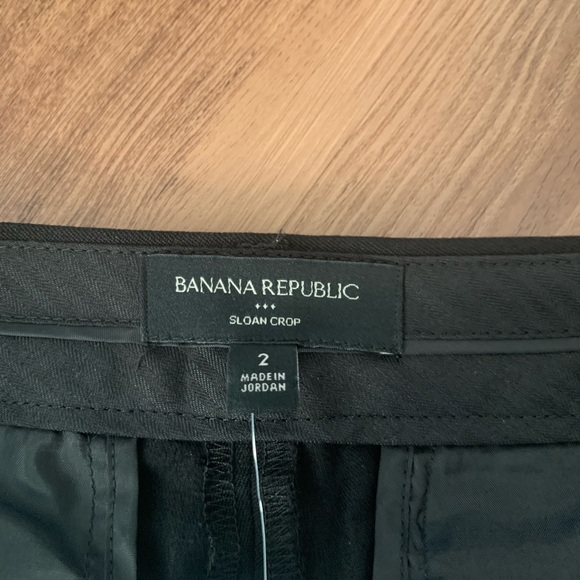 BANANA REPUBLIC
SLOAN CROP
2
MADE IN
JORDAN